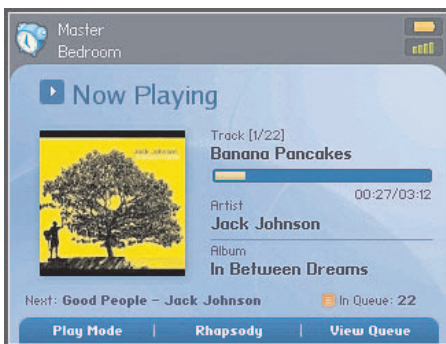 Master
Bedroom
Now Playing
Track [1/22]
Banana Pancakes
00:27/03:12
Artist
Jack Johnson
Album
In Between Dreams
Next: Good People – Jack Johnson
In Queue: 22
Play Mode | Rhapsody | View Queue